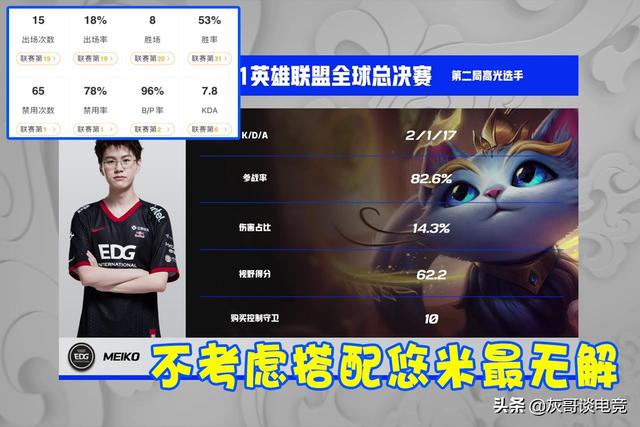 15 18% 8 53%
出场次数 出场率 胜场 胜率
联赛第19> 联赛第19> 联赛第20> 联赛第31>
65 78% 96% 7.8
禁用次数 禁用率 B/P率 KDA
联赛第1> 联赛第1> 联赛第2> 联赛第6>
1英雄联盟全球总决赛 第二局高光选手
K/D/A 2/1/17
参战率 82.6%
伤害占比 14.3%
视野得分 62.2
购买控制守卫 10
EDG
INTERNATIONAL
intel
EDG MEIKO
不考虑搭配悠米最无解
头条 @灰哥谈电竞